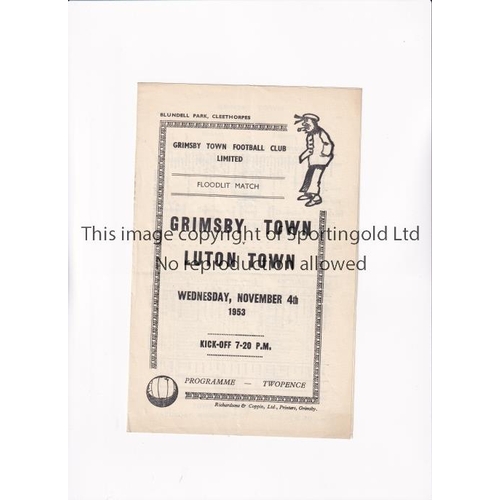 BLUNDELL PARK, CLEETHORPES
GRIMSBY TOWN FOOTBALL CLUB
LIMITED
FLOODLIT MATCH
GRIMSBY TOWN
This image copyright of Sportingold Ltd
LUTON TOWN
No reproduction allowed
WEDNESDAY, NOVEMBER 4th
1953
KICK-OFF 7-20 P.M.
PROGRAMME — TWOPENCE
Richardsons & Coppin, Ltd., Printers, Grimsby.